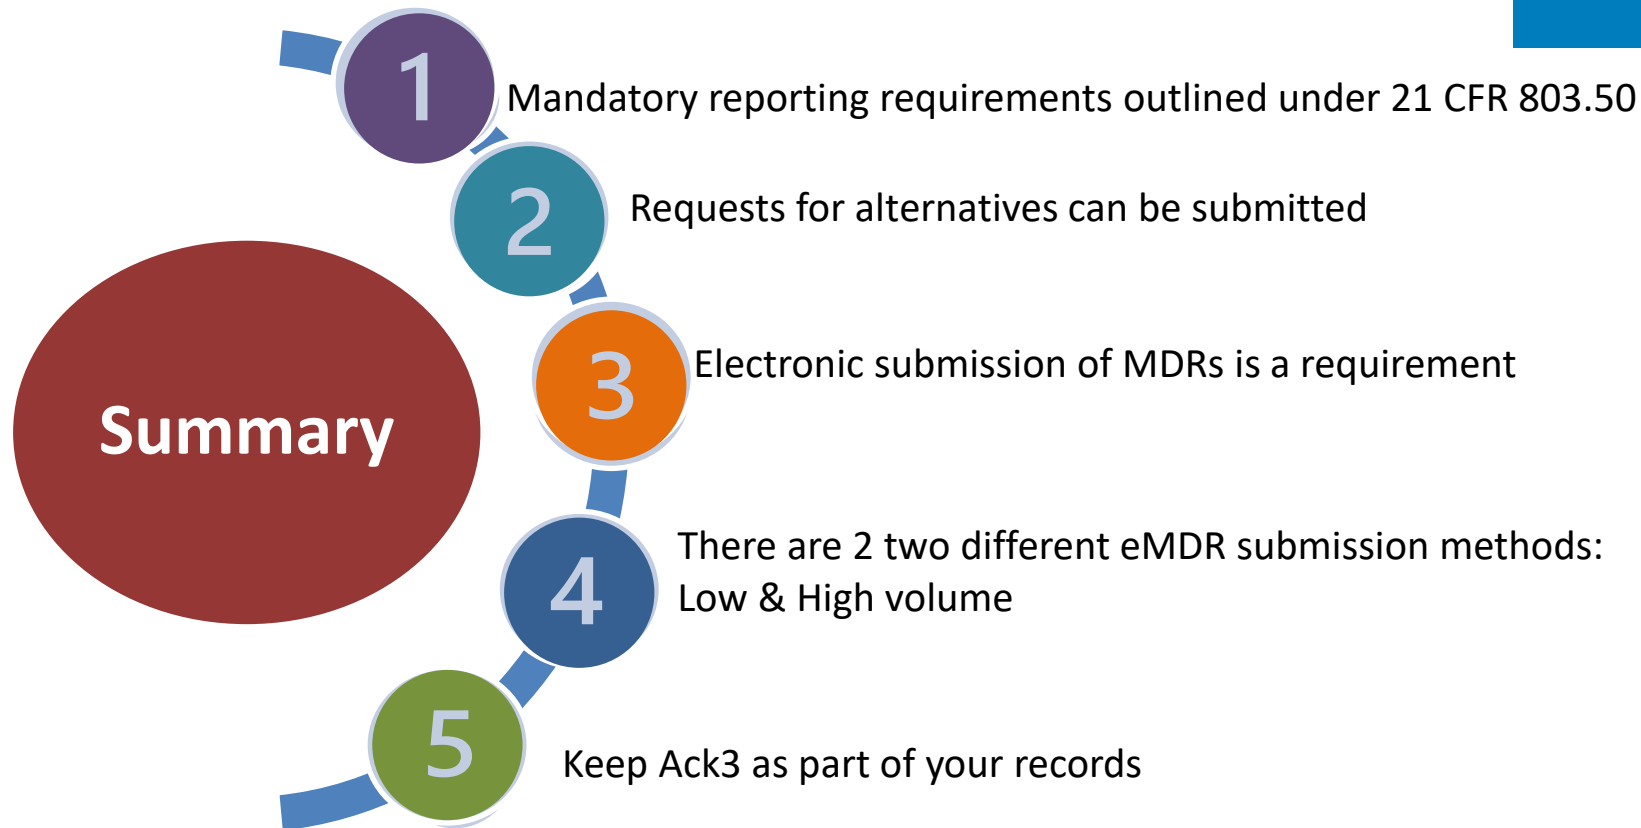 1
Mandatory reporting requirements outlined under 21 CFR 803.50
2
Requests for alternatives can be submitted
3
Electronic submission of MDRs is a requirement
Summary
4
There are 2 two different eMDR submission methods:
Low & High volume
5
Keep Ack3 as part of your records